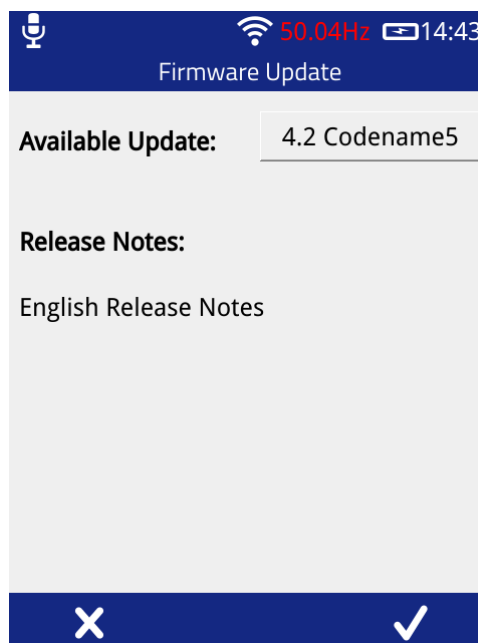 50.04Hz 14:43
Firmware Update
Available Update: 4.2 Codename5
Release Notes:
English Release Notes